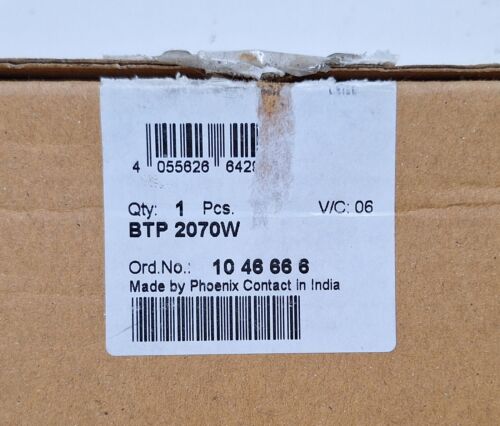 4 055626 642
Qty: 1 Pcs. V/C: 06
BTP 2070W
Ord.No.: 10 46 66 6
Made by Phoenix Contact in India